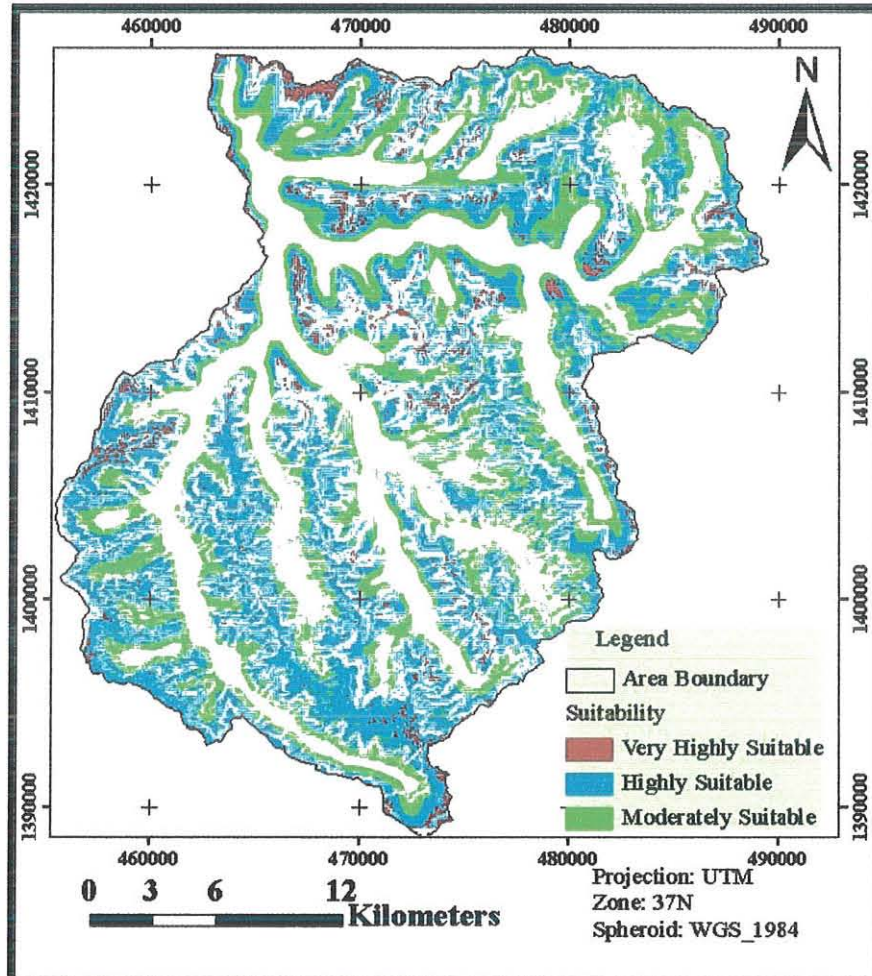 460000 470000 480000 490000
N
1420000 1420000
1410000 1410000
1400000 1400000
1390000 1390000
Legend
Area Boundary
Suitability
Very Highly Suitable
Highly Suitable
Moderately Suitable
460000 470000 480000 490000
0 3 6 12
Kilometers
Projection: UTM
Zone: 37N
Spheroid: WGS_1984